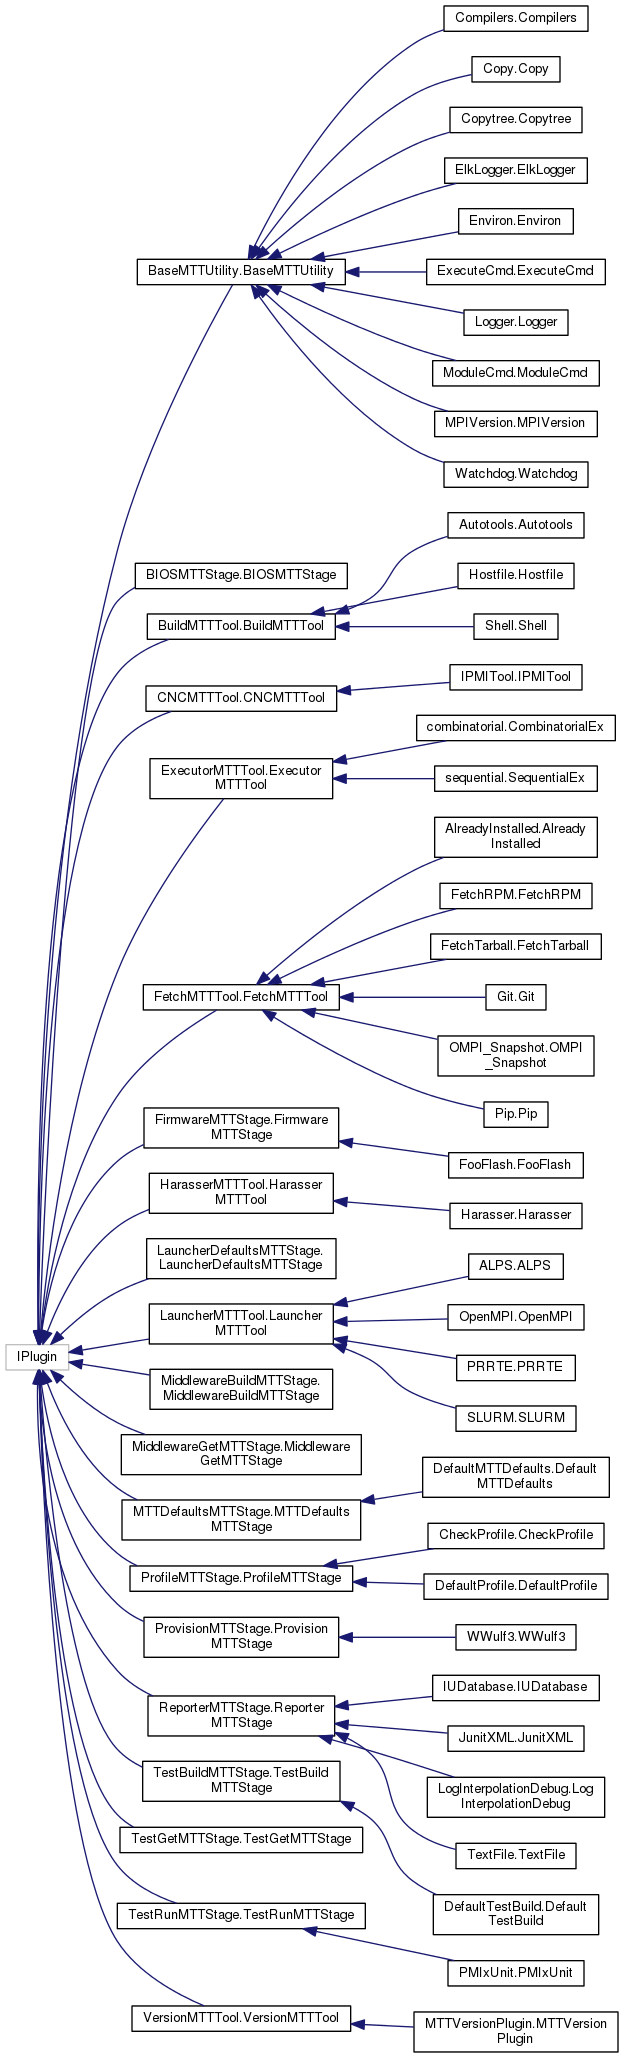 Compilers.Compilers
Copy.Copy
Copytree.Copytree
ElkLogger.ElkLogger
Environ.Environ
BaseMTTUtility.BaseMTTUtility
ExecuteCmd.ExecuteCmd
Logger.Logger
ModuleCmd.ModuleCmd
MPIVersion.MPIVersion
Watchdog.Watchdog
Autotools.Autotools
BIOSMTTStage.BIOSMTTStage
Hostfile.Hostfile
BuildMTTTool.BuildMTTTool
Shell.Shell
IPMITool.IPMITool
CNCMTTTool.CNCMTTTool
combinatorial.CombinatorialEx
ExecutorMTTTool.Executor
MTTTool
sequential.SequentialEx
AlreadyInstalled.Already
Installed
FetchRPM.FetchRPM
FetchTarball.FetchTarball
FetchMTTTool.FetchMTTTool
Git.Git
OMPI_Snapshot.OMPI
_Snapshot
Pip.Pip
FirmwareMTTStage.Firmware
MTTStage
FooFlash.FooFlash
HarasserMTTTool.Harasser
MTTTool
Harasser.Harasser
LauncherDefaultsMTTStage.
LauncherDefaultsMTTStage
ALPS.ALPS
LauncherMTTTool.Launcher
MTTTool
OpenMPI.OpenMPI
IPlugin
PRRTE.PRRTE
MiddlewareBuildMTTStage.
MiddlewareBuildMTTStage
SLURM.SLURM
MiddlewareGetMTTStage.Middleware
GetMTTStage
DefaultMTTDefaults.Default
MTTDefaults
MTTDefaultsMTTStage.MTTDefaults
MTTStage
CheckProfile.CheckProfile
ProfileMTTStage.ProfileMTTStage
DefaultProfile.DefaultProfile
ProvisionMTTStage.Provision
MTTStage
WWulf3.WWulf3
IUDatabase.IUDatabase
ReporterMTTStage.Reporter
MTTStage
JunitXML.JunitXML
TestBuildMTTStage.TestBuild
MTTStage
LogInterpolationDebug.Log
InterpolationDebug
TestGetMTTStage.TestGetMTTStage
TextFile.TextFile
DefaultTestBuild.Default
TestBuild
TestRunMTTStage.TestRunMTTStage
PMIxUnit.PMIxUnit
VersionMTTTool.VersionMTTTool
MTTVersionPlugin.MTTVersion
Plugin